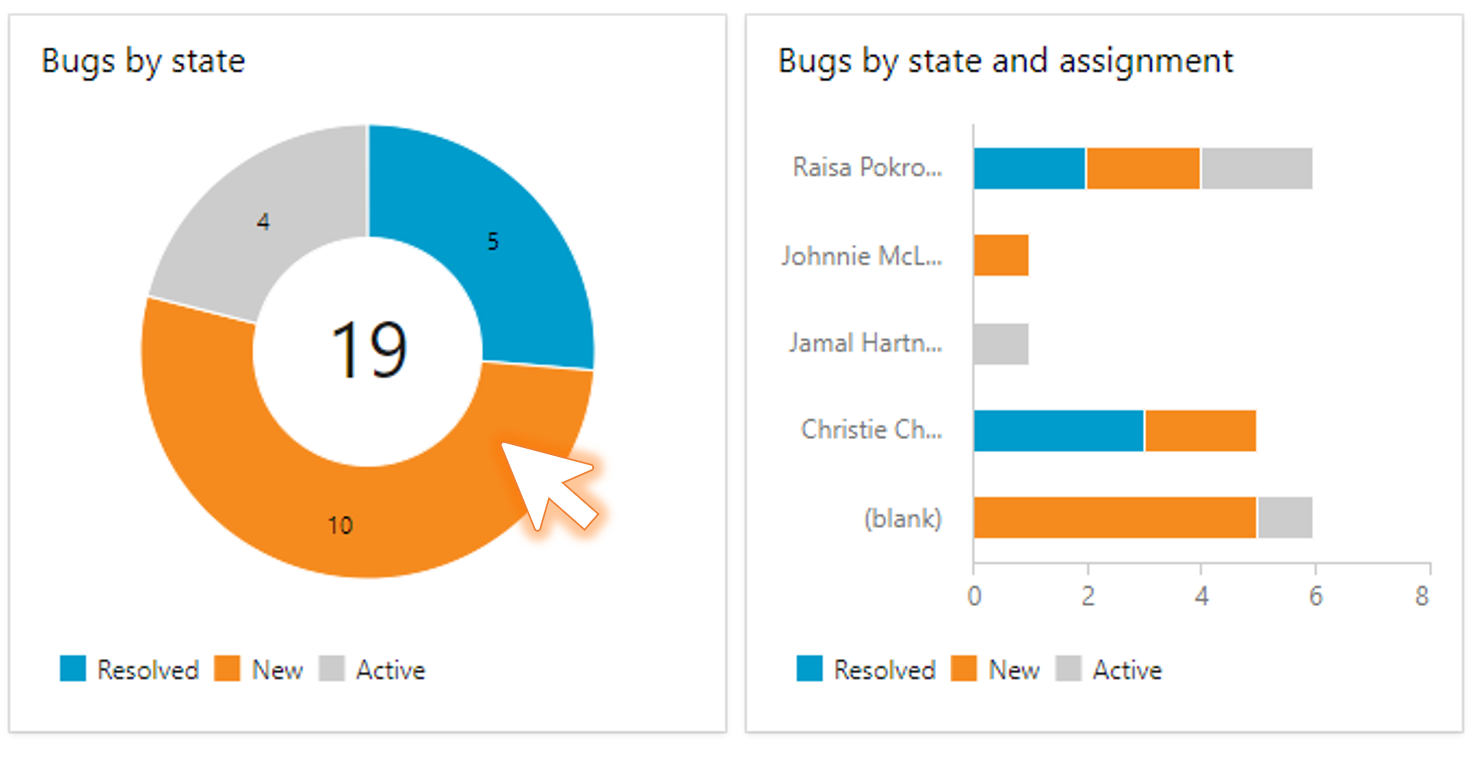 Bugs by state
4
5
19
10
Resolved New Active
Bugs by state and assignment
Raisa Pokro...
Johnnie McL...
Jamal Hartn...
Christie Ch...
(blank)
0 2 4 6 8
Resolved New Active